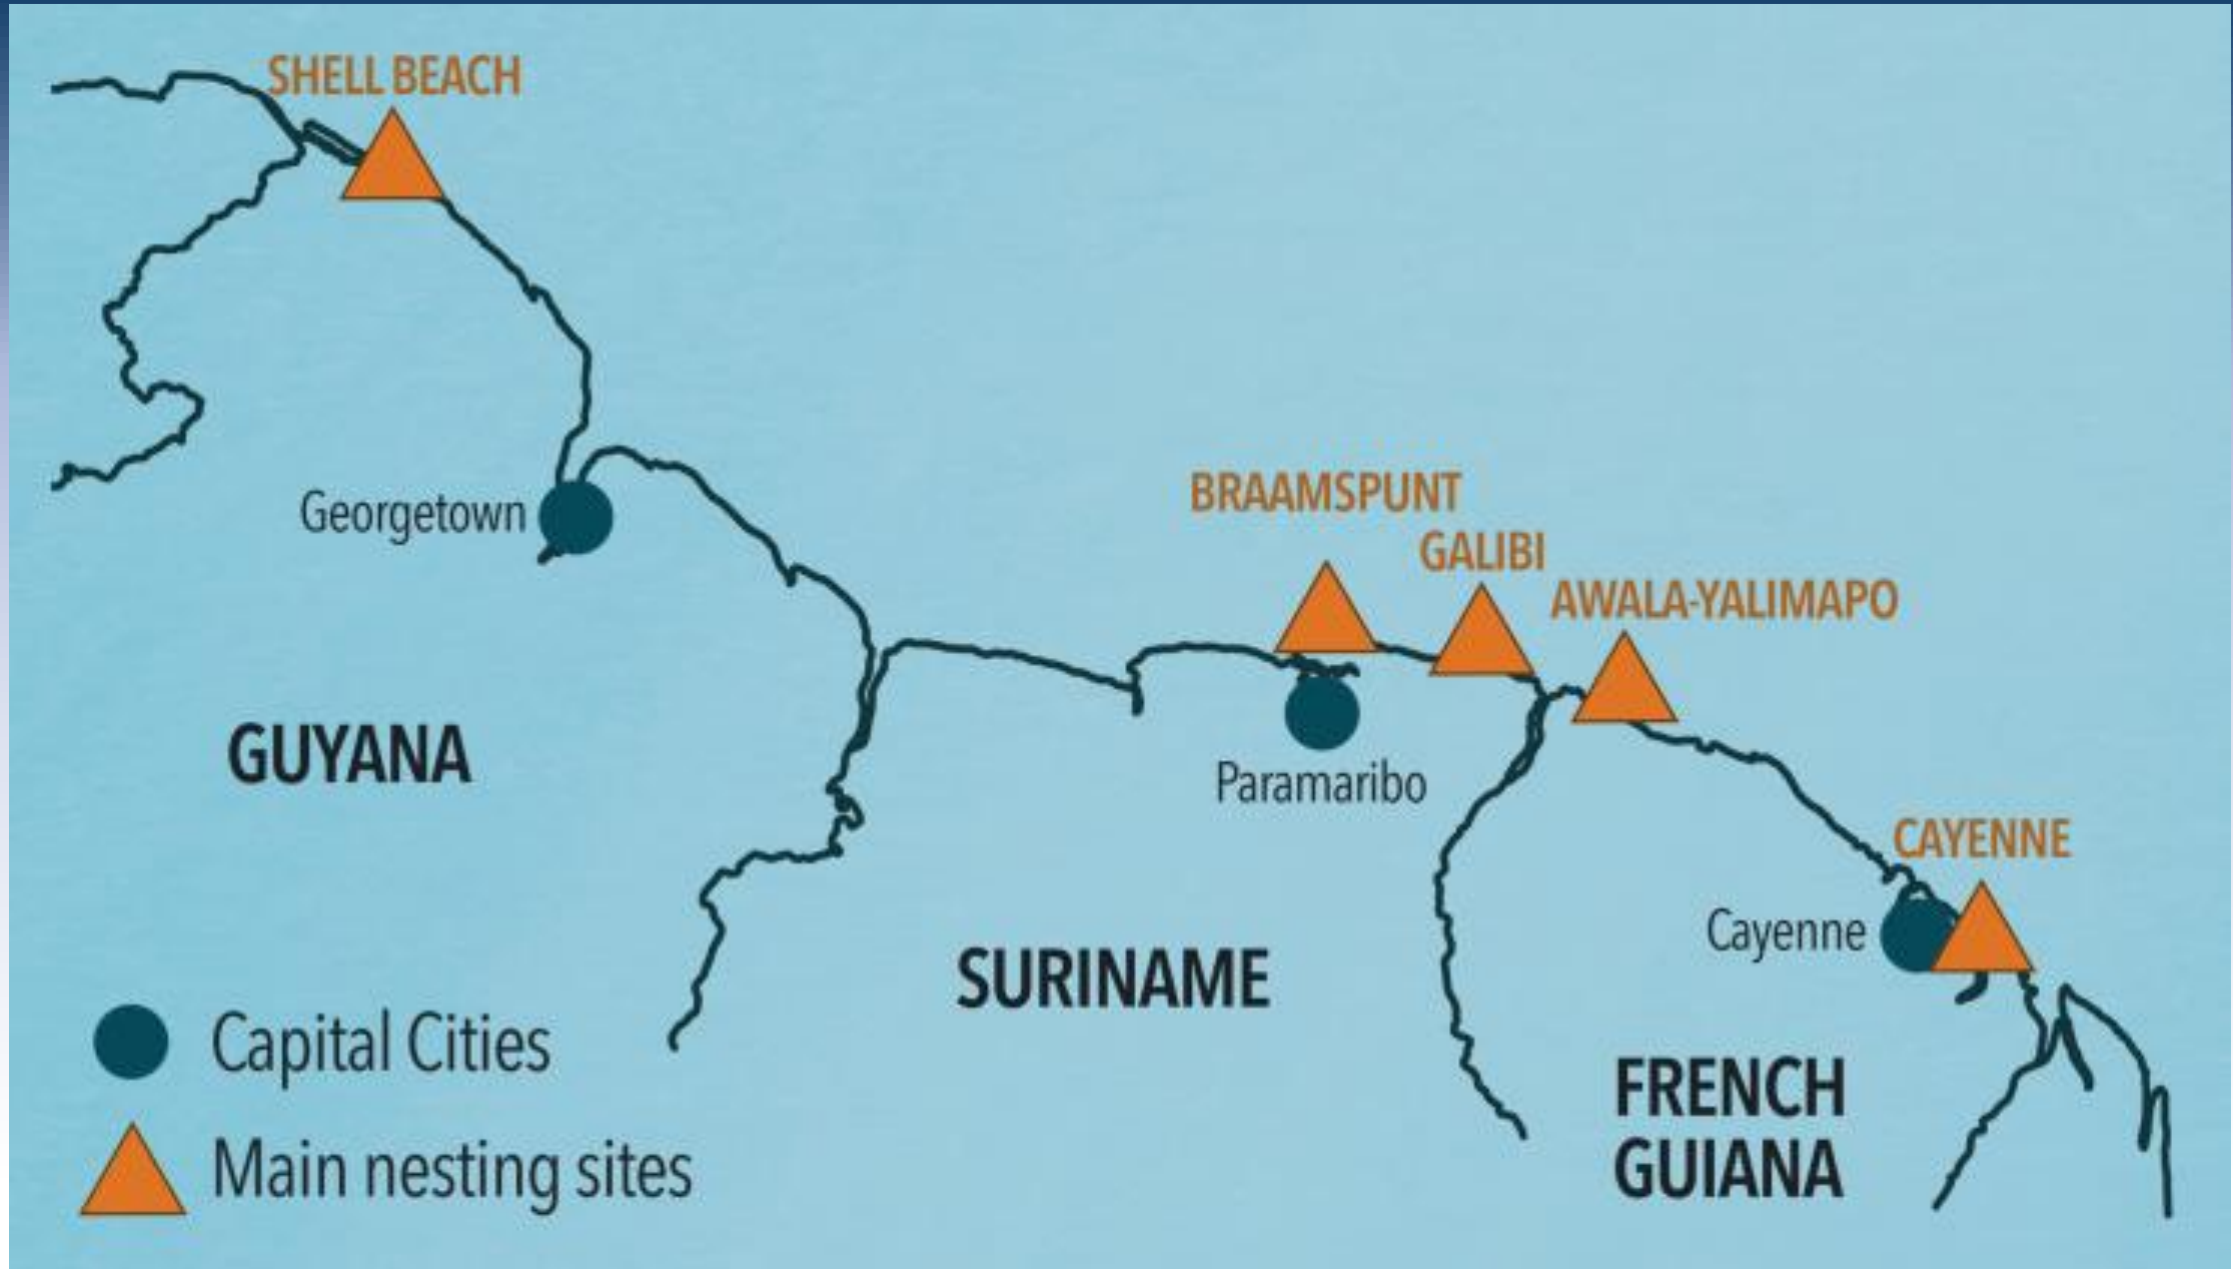 SHELL BEACH
Georgetown
BRAAMSPUNT
GALIBI
AWALA-YALIMAPO
GUYANA
Paramaribo
CAYENNE
Cayenne
SURINAME
FRENCH
GUIANA
Capital Cities
Main nesting sites